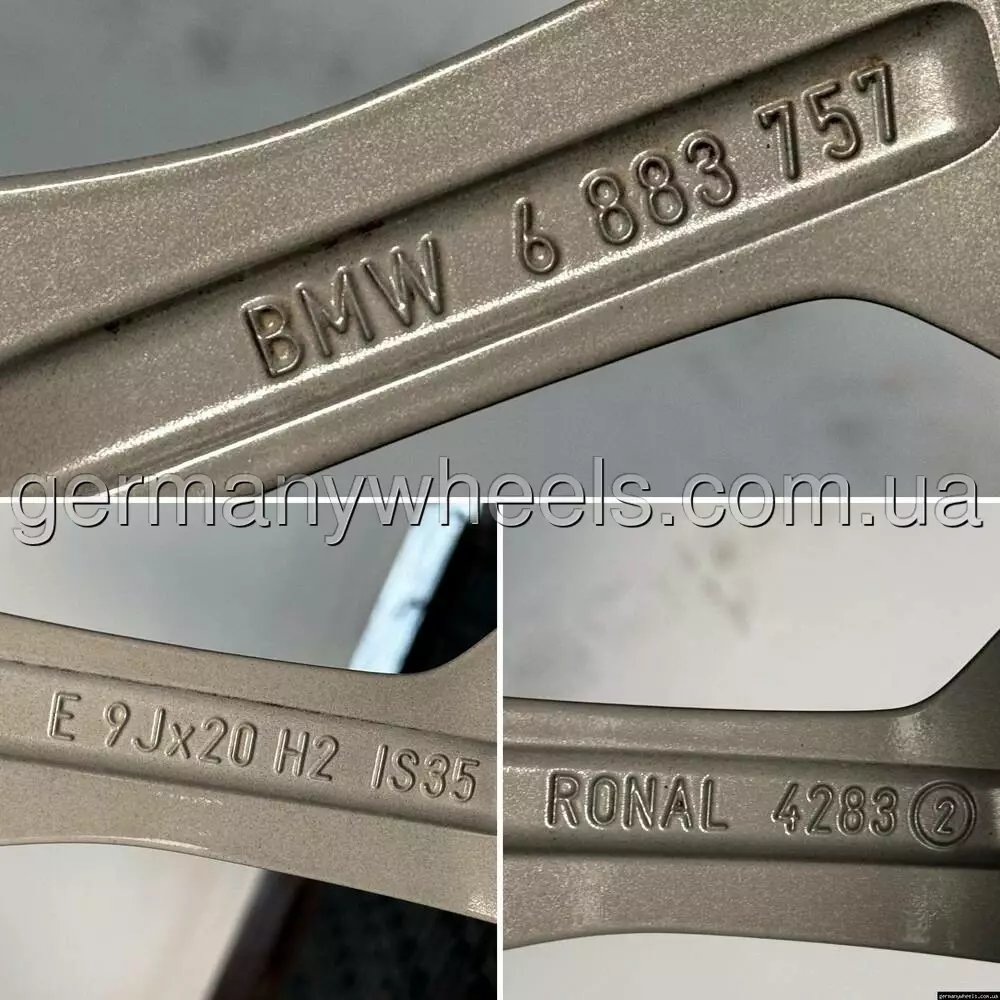 BMW 6 883 757
germanywheels.com.ua
E 9Jx20 H2 IS35
RONAL 4283 2
germanywheels.com.ua